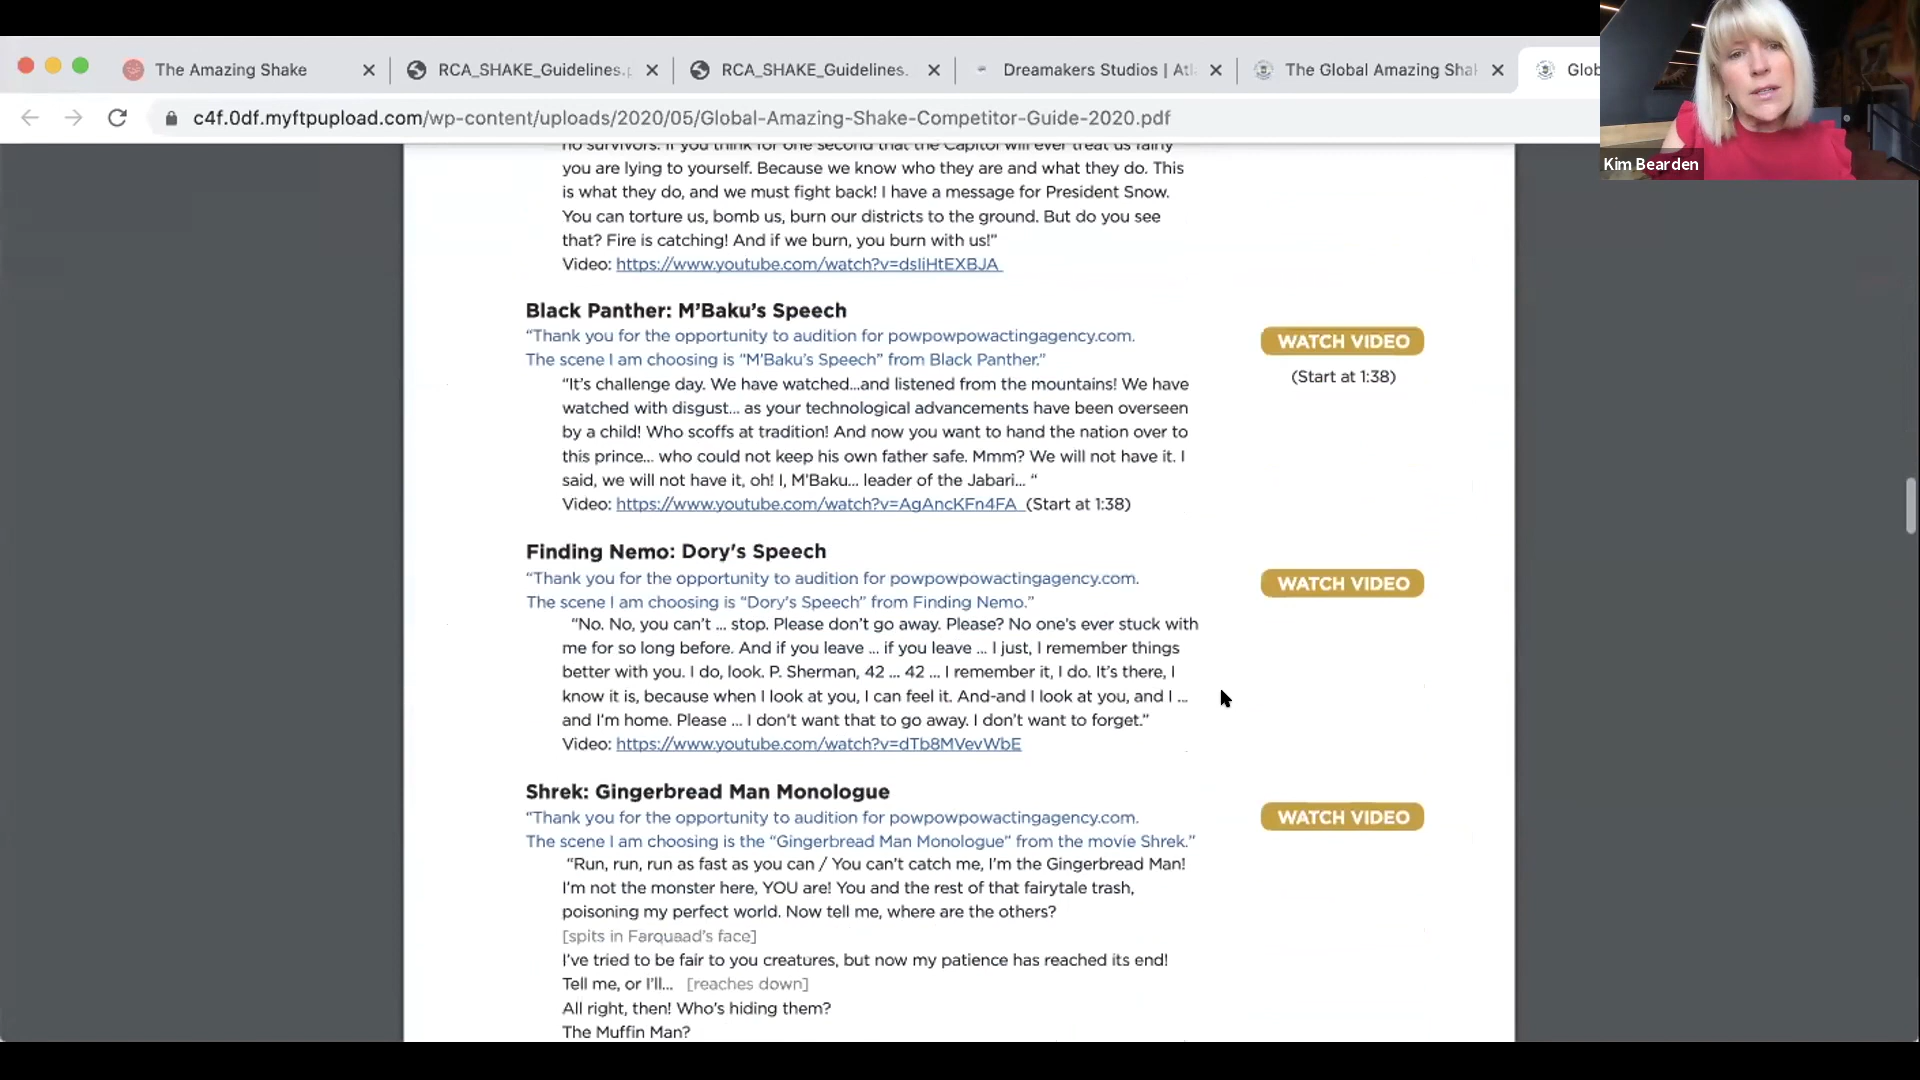 The Amazing Shake
RCA_SHAKE_Guidelines.p
RCA_SHAKE_Guidelines.
Dreamakers Studios | Atl
The Global Amazing Sha
Glob
c4f.0df.myftpupload.com/wp-content/uploads/2020/05/Global-Amazing-Shake-Competitor-Guide-2020.pdf
Kim Bearden
no survivors. If you think for one second that the Capitol will ever treat us fairly
you are lying to yourself. Because we know who they are and what they do. This
is what they do, and we must fight back! I have a message for President Snow.
You can torture us, bomb us, burn our districts to the ground. But do you see
that? Fire is catching! And if we burn, you burn with us!”
Video: https://www.youtube.com/watch?v=dsIiHtEXBJA
Black Panther: M’Baku’s Speech
“Thank you for the opportunity to audition for powpowpowactingagency.com.
The scene I am choosing is “M’Baku’s Speech” from Black Panther.”
WATCH VIDEO
(Start at 1:38)
“It’s challenge day. We have watched...and listened from the mountains! We have
watched with disgust... as your technological advancements have been overseen
by a child! Who scoffs at tradition! And now you want to hand the nation over to
this prince... who could not keep his own father safe. Mmm? We will not have it. I
said, we will not have it, oh! I, M’Baku... leader of the Jabari... “
Video: https://www.youtube.com/watch?v=AgAncKFn4FA (Start at 1:38)
Finding Nemo: Dory's Speech
“Thank you for the opportunity to audition for powpowpowactingagency.com.
The scene I am choosing is “Dory’s Speech” from Finding Nemo.”
WATCH VIDEO
“No. No, you can’t ... stop. Please don’t go away. Please? No one’s ever stuck with
me for so long before. And if you leave ... if you leave ... I just, I remember things
better with you. I do, look. P. Sherman, 42 ... 42 ... I remember it, I do. It’s there, I
know it is, because when I look at you, I can feel it. And-and I look at you, and I ...
and I’m home. Please ... I don’t want that to go away. I don’t want to forget.”
Video: https://www.youtube.com/watch?v=dTb8MVevWbE
Shrek: Gingerbread Man Monologue
“Thank you for the opportunity to audition for powpowpowactingagency.com.
The scene I am choosing is the “Gingerbread Man Monologue” from the movie Shrek.”
WATCH VIDEO
“Run, run, run as fast as you can / You can’t catch me, I’m the Gingerbread Man!
I’m not the monster here, YOU are! You and the rest of that fairytale trash,
poisoning my perfect world. Now tell me, where are the others?
[spits in Farquaad’s face]
I’ve tried to be fair to you creatures, but now my patience has reached its end!
Tell me, or I’ll... [reaches down]
All right, then! Who’s hiding them?
The Muffin Man?